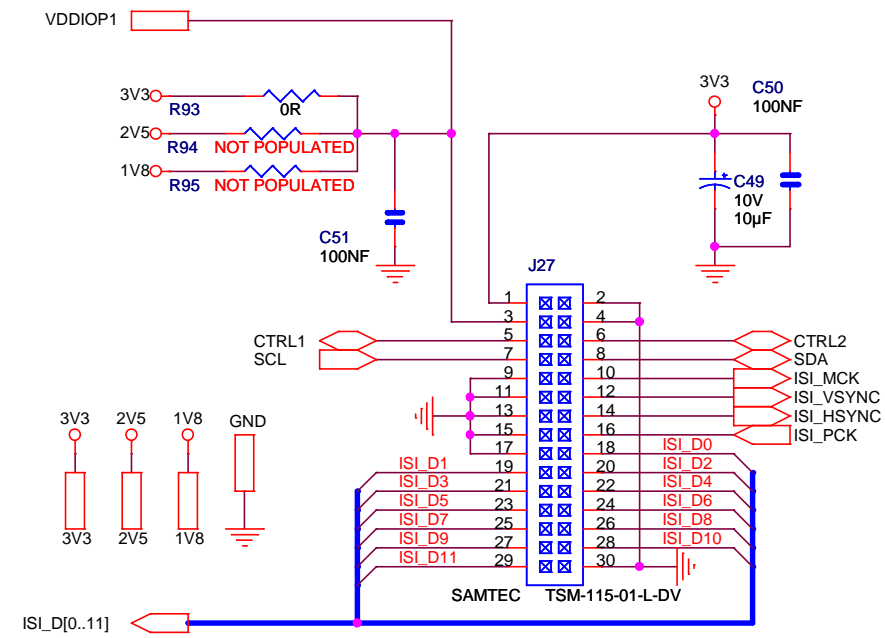 VDDIOP1
3V3
R93
0R
2V5
R94
NOT POPULATED
1V8
R95
NOT POPULATED
C51
100NF
3V3
C50
100NF
C49
10V
10µF
J27
1 2
3 4
5 6
7 8
9 10
11 12
13 14
15 16
17 18
19 20
21 22
23 24
25 26
27 28
29 30
CTRL1
SCL
CTRL2
SDA
ISI_MCK
ISI_VSYNC
ISI_HSYNC
ISI_PCK
ISI_D0
ISI_D1
ISI_D2
ISI_D3
ISI_D4
ISI_D5
ISI_D6
ISI_D7
ISI_D8
ISI_D9
ISI_D10
ISI_D11
SAMTEC TSM-115-01-L-DV
3V3 2V5 1V8 GND
3V3 2V5 1V8
ISI_D[0..11]